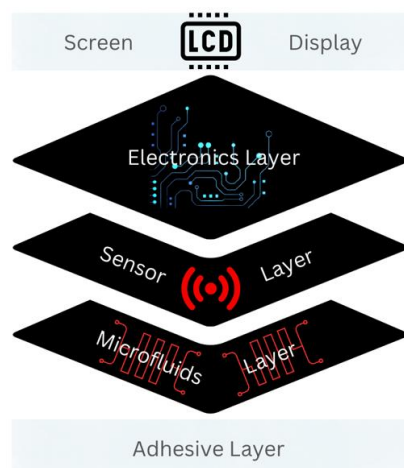 Screen LCD Display
Electronics Layer
Sensor Layer
Microfluids Layer
Adhesive Layer